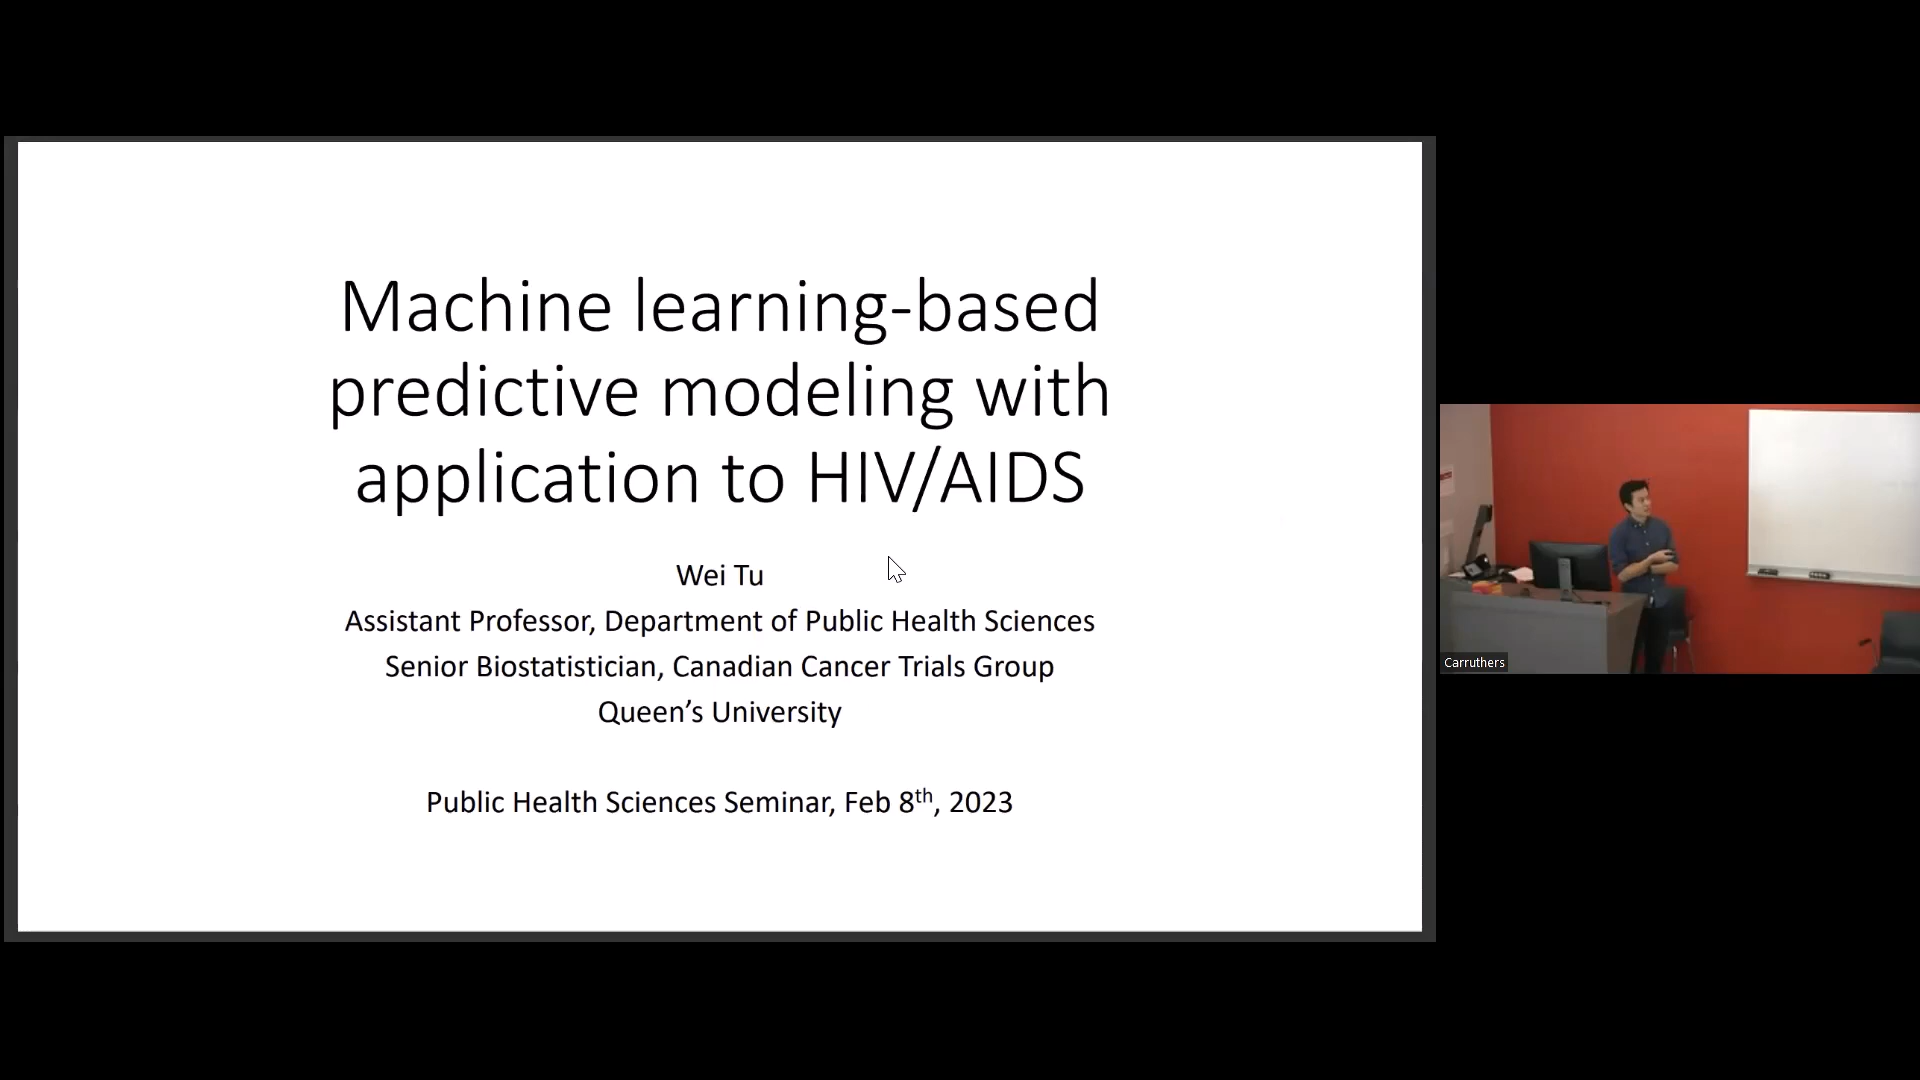 Machine learning-based
predictive modeling with
application to HIV/AIDS
Wei Tu
Assistant Professor, Department of Public Health Sciences
Senior Biostatistician, Canadian Cancer Trials Group
Queen’s University
Public Health Sciences Seminar, Feb 8th, 2023
Carruthers